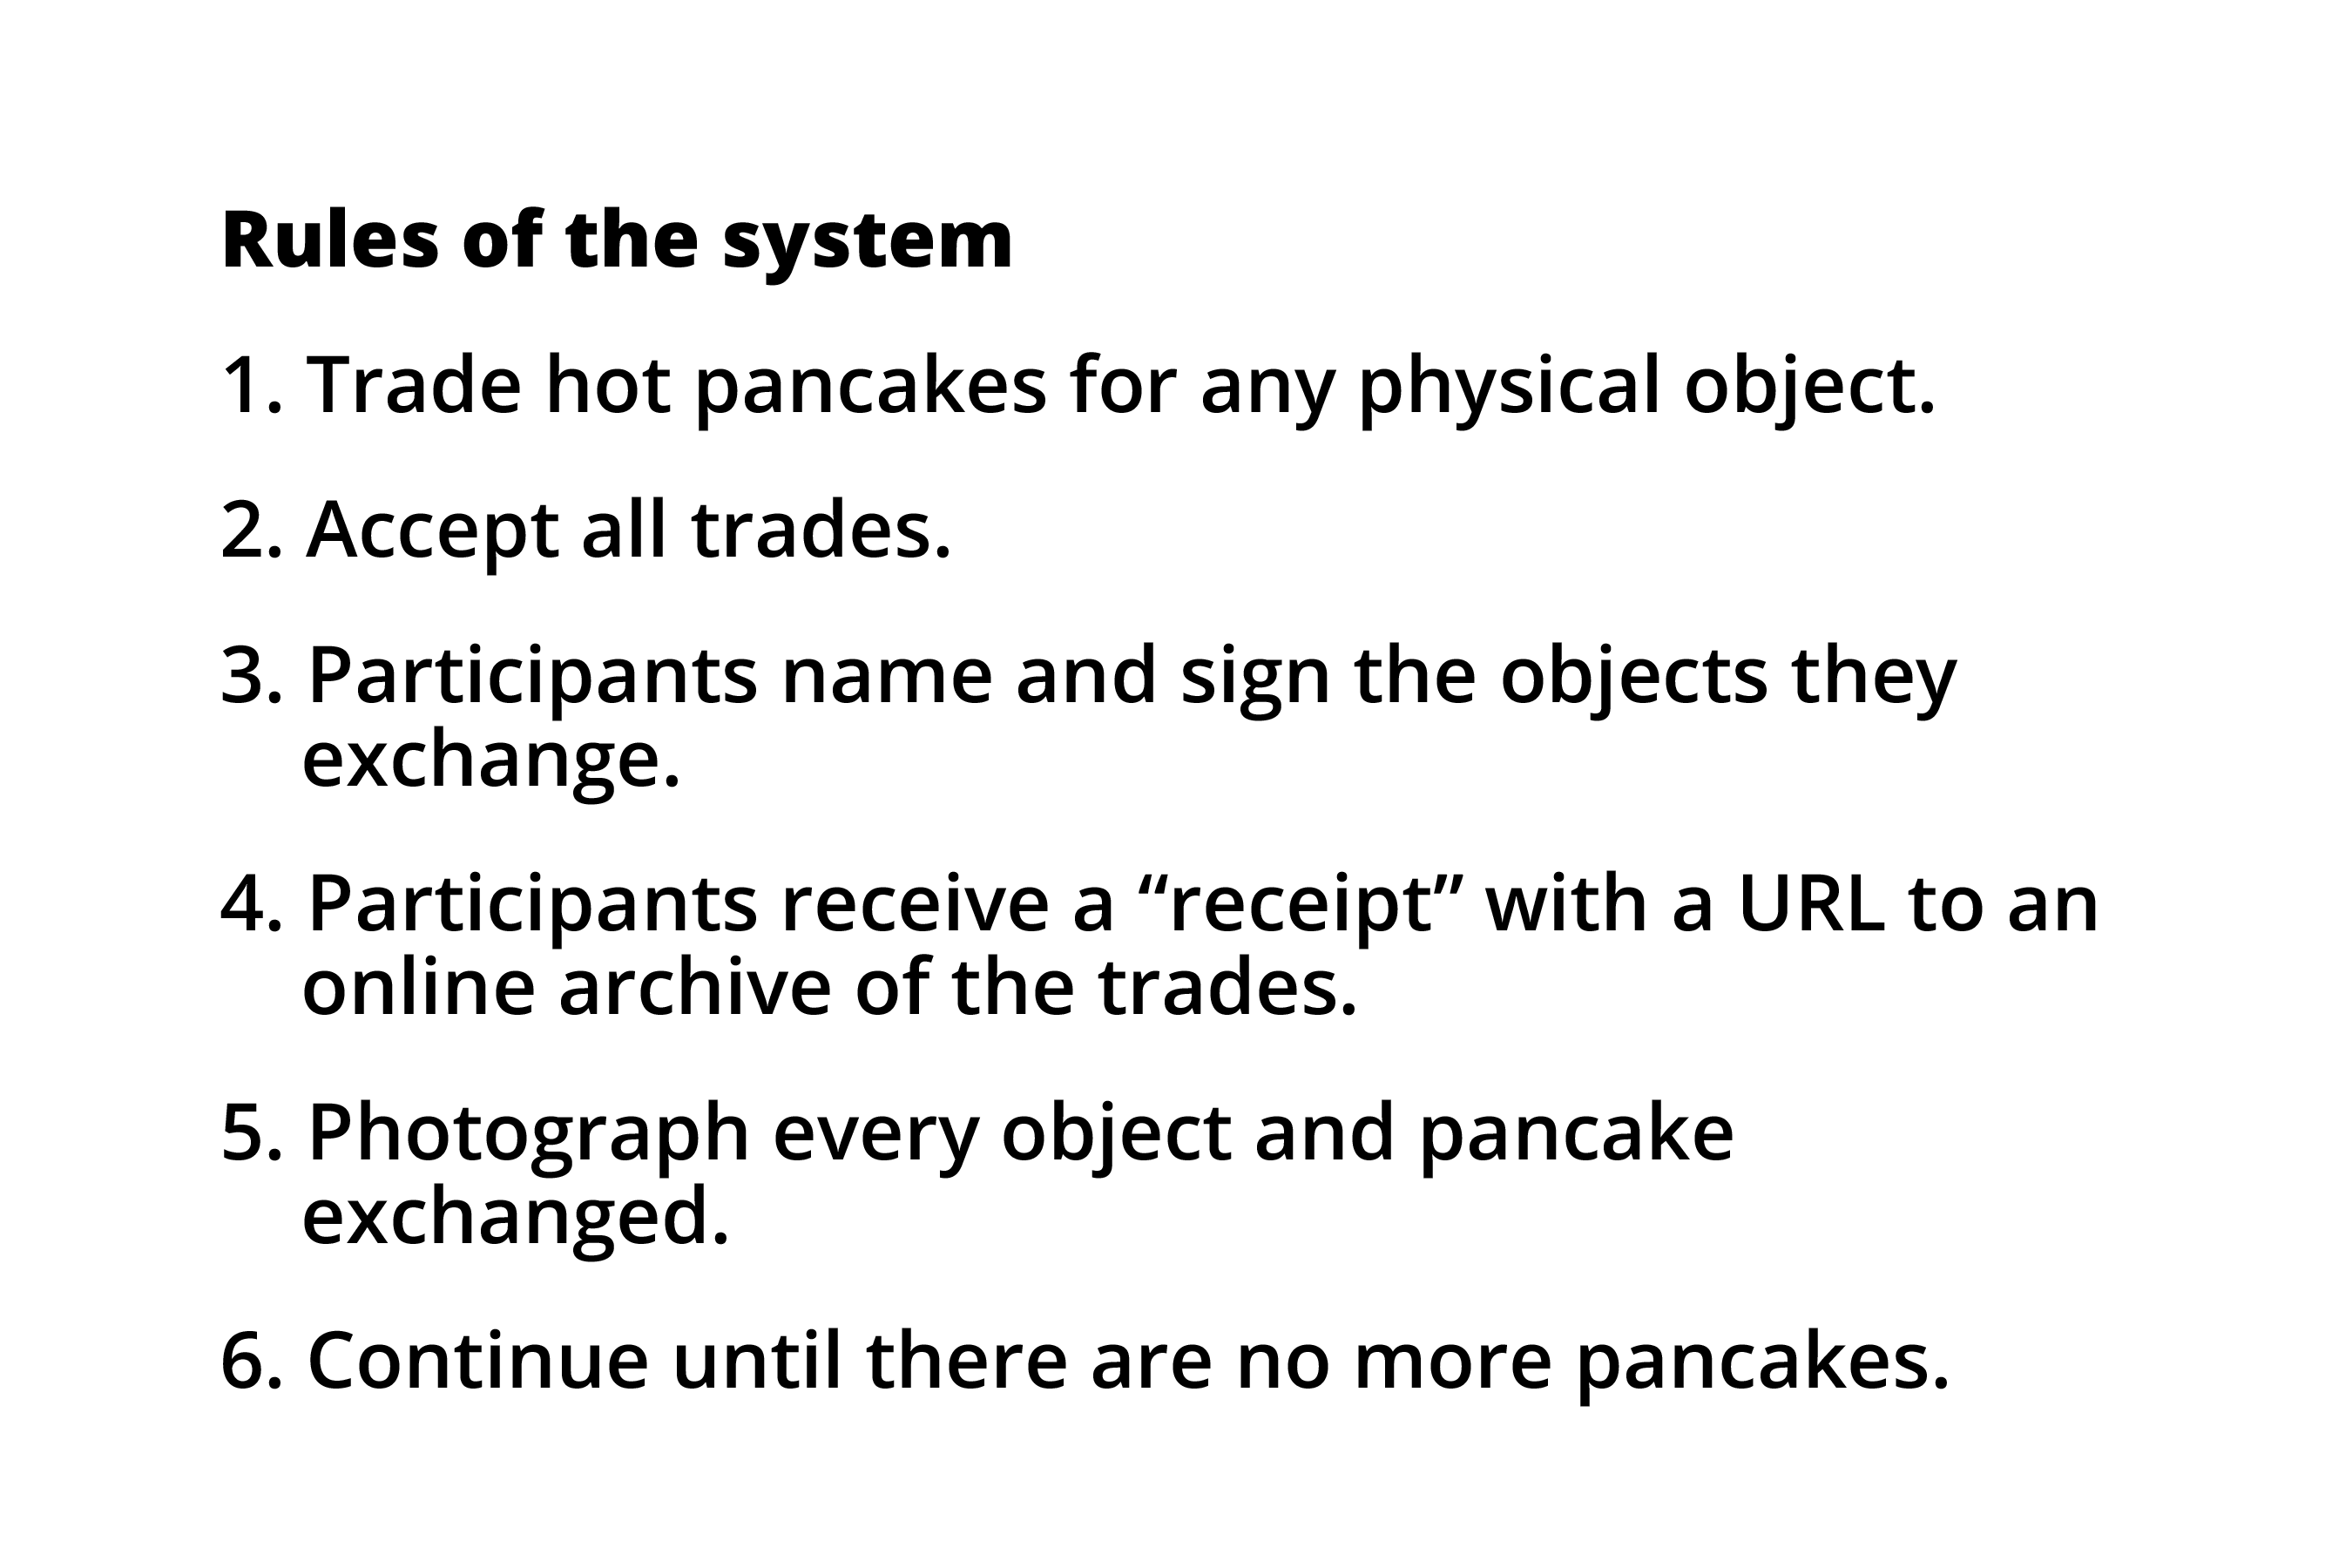 Rules of the system
1. Trade hot pancakes for any physical object.
2. Accept all trades.
3. Participants name and sign the objects they
exchange.
4. Participants receive a “receipt” with a URL to an
online archive of the trades.
5. Photograph every object and pancake
exchanged.
6. Continue until there are no more pancakes.